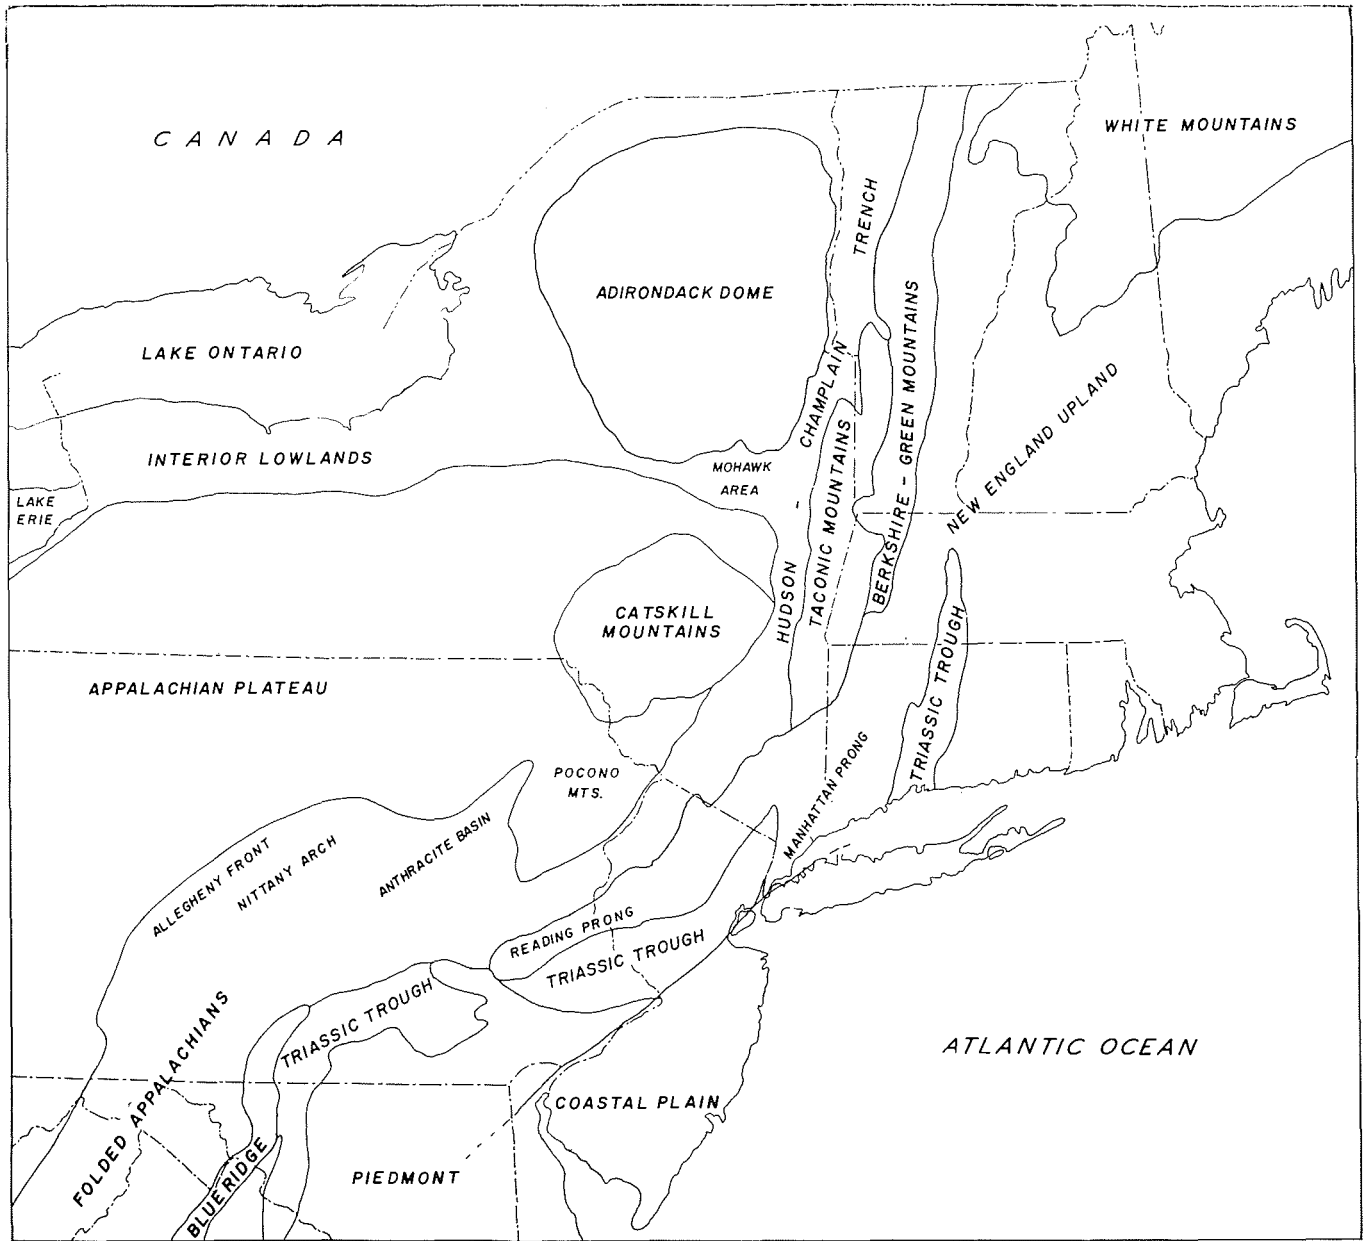 CANADA
WHITE MOUNTAINS
TRENCH
ADIRONDACK DOME
LAKE ONTARIO
CHAMPLAIN
BERKSHIRE - GREEN MOUNTAINS
NEW ENGLAND UPLAND
INTERIOR LOWLANDS
MOHAWK
AREA
TACONIC MOUNTAINS
LAKE
ERIE
HUDSON -
CATSKILL
MOUNTAINS
TRIASSIC TROUGH
APPALACHIAN PLATEAU
POCONO
MTS.
MANHATTAN PRONG
ALLEGHENY FRONT
NITTANY ARCH
ANTHRACITE BASIN
READING PRONG
TRIASSIC TROUGH
TRIASSIC TROUGH
FOLDED APPALACHIANS
ATLANTIC OCEAN
COASTAL PLAIN
BLUE RIDGE
PIEDMONT